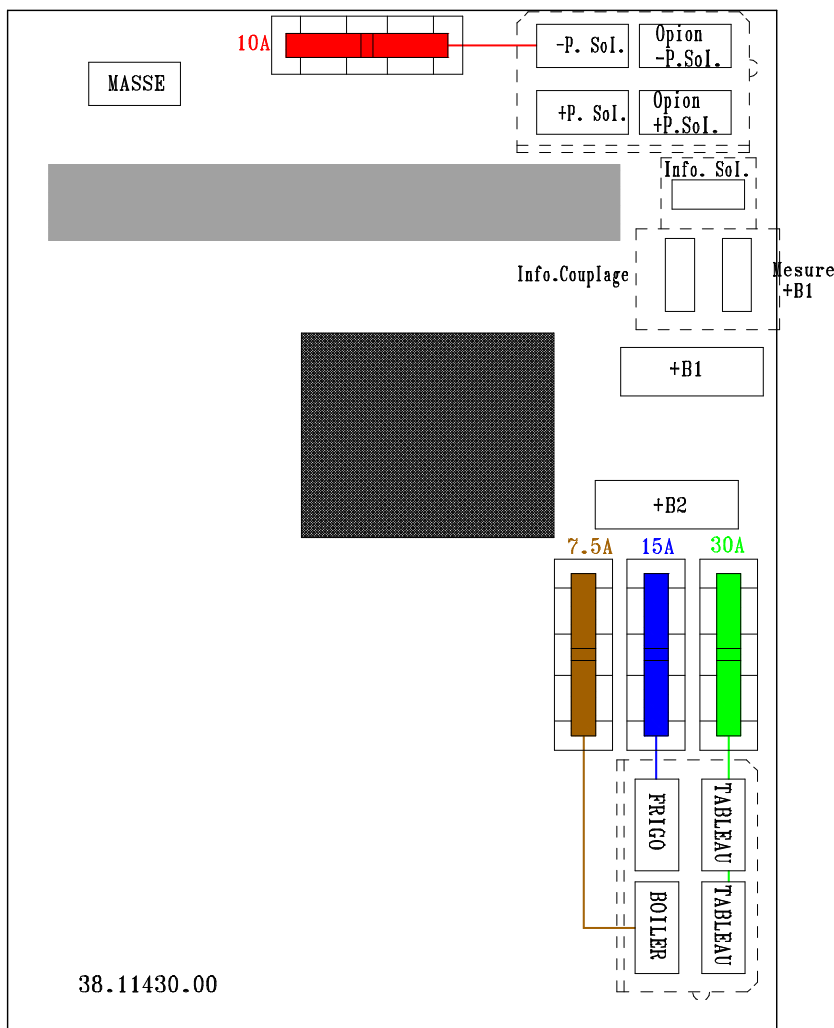 10A
-P. Sol.
Opion
-P.Sol.
MASSE
+P. Sol.
Opion
+P.Sol.
Info. Sol.
Info.Couplage
Mesure
+B1
+B1
+B2
7.5A
15A
30A
FRIGO
TABLEAU
BOILER
TABLEAU
38.11430.00